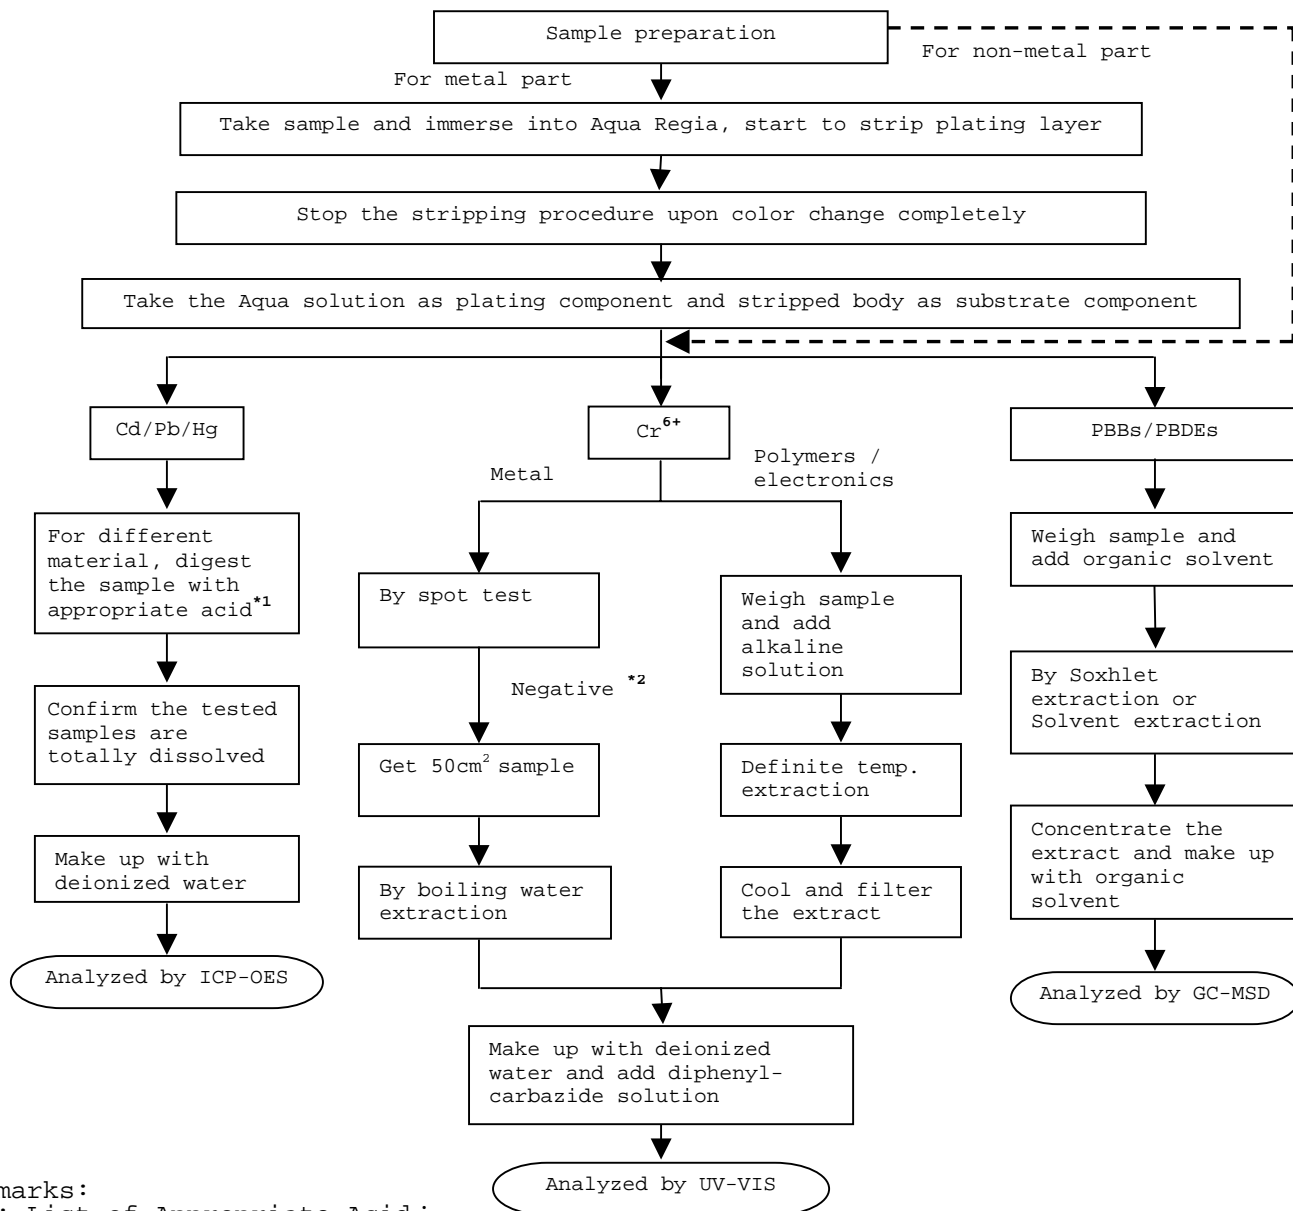 Sample preparation
For non-metal part
For metal part
Take sample and immerse into Aqua Regia, start to strip plating layer
Stop the stripping procedure upon color change completely
Take the Aqua solution as plating component and stripped body as substrate component
Cd/Pb/Hg
Cr6+
PBBs/PBDEs
Metal
Polymers /
electronics
For different
material, digest
the sample with
appropriate acid*1
By spot test
Weigh sample
and add
alkaline
solution
Weigh sample and
add organic solvent
Negative *2
Confirm the tested
samples are
totally dissolved
Get 50cm2 sample
Definite temp.
extraction
By Soxhlet
extraction or
Solvent extraction
Make up with
deionized water
By boiling water
extraction
Cool and filter
the extract
Concentrate the
extract and make up
with organic
solvent
Analyzed by ICP-OES
Analyzed by GC-MSD
Make up with deionized
water and add diphenyl-
carbazide solution
Analyzed by UV-VIS
marks:
: List of Appropriate Acid: